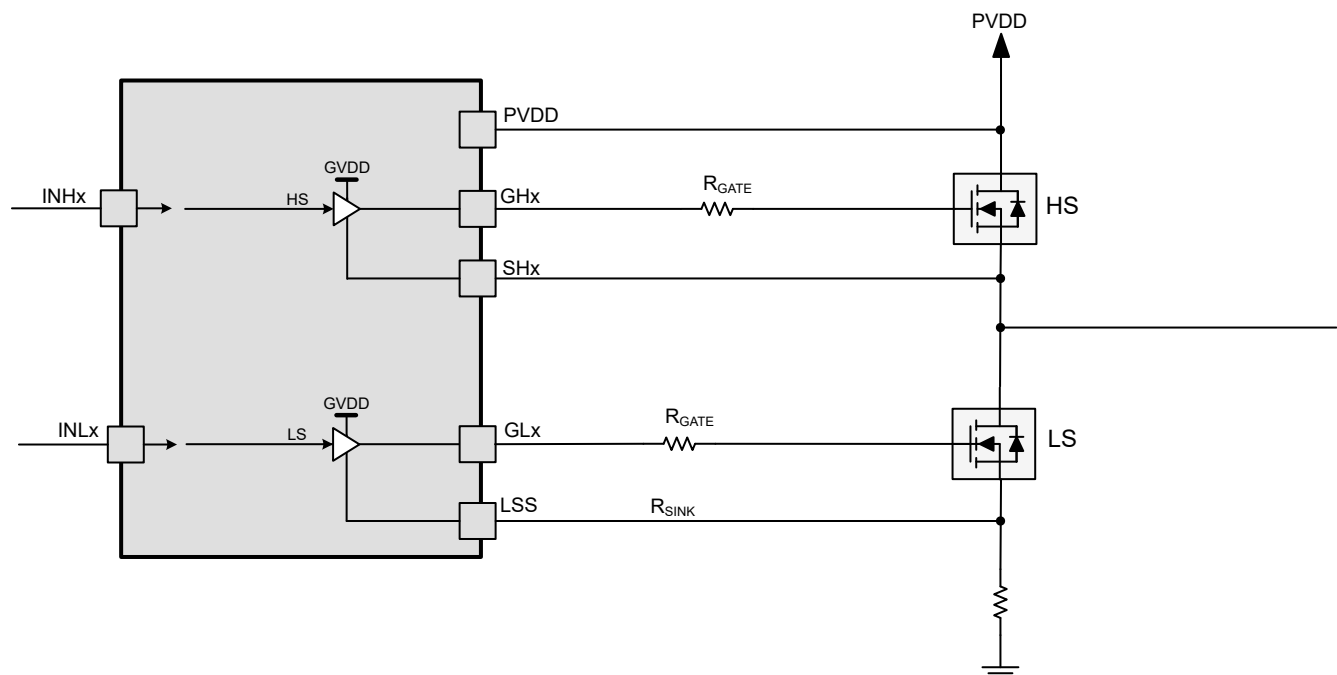 PVDD
PVDD
GVDD
INHx
HS
GHx
RGATE
HS
SHx
GVDD
INLx
LS
GLx
RGATE
LS
LSS
RSINK